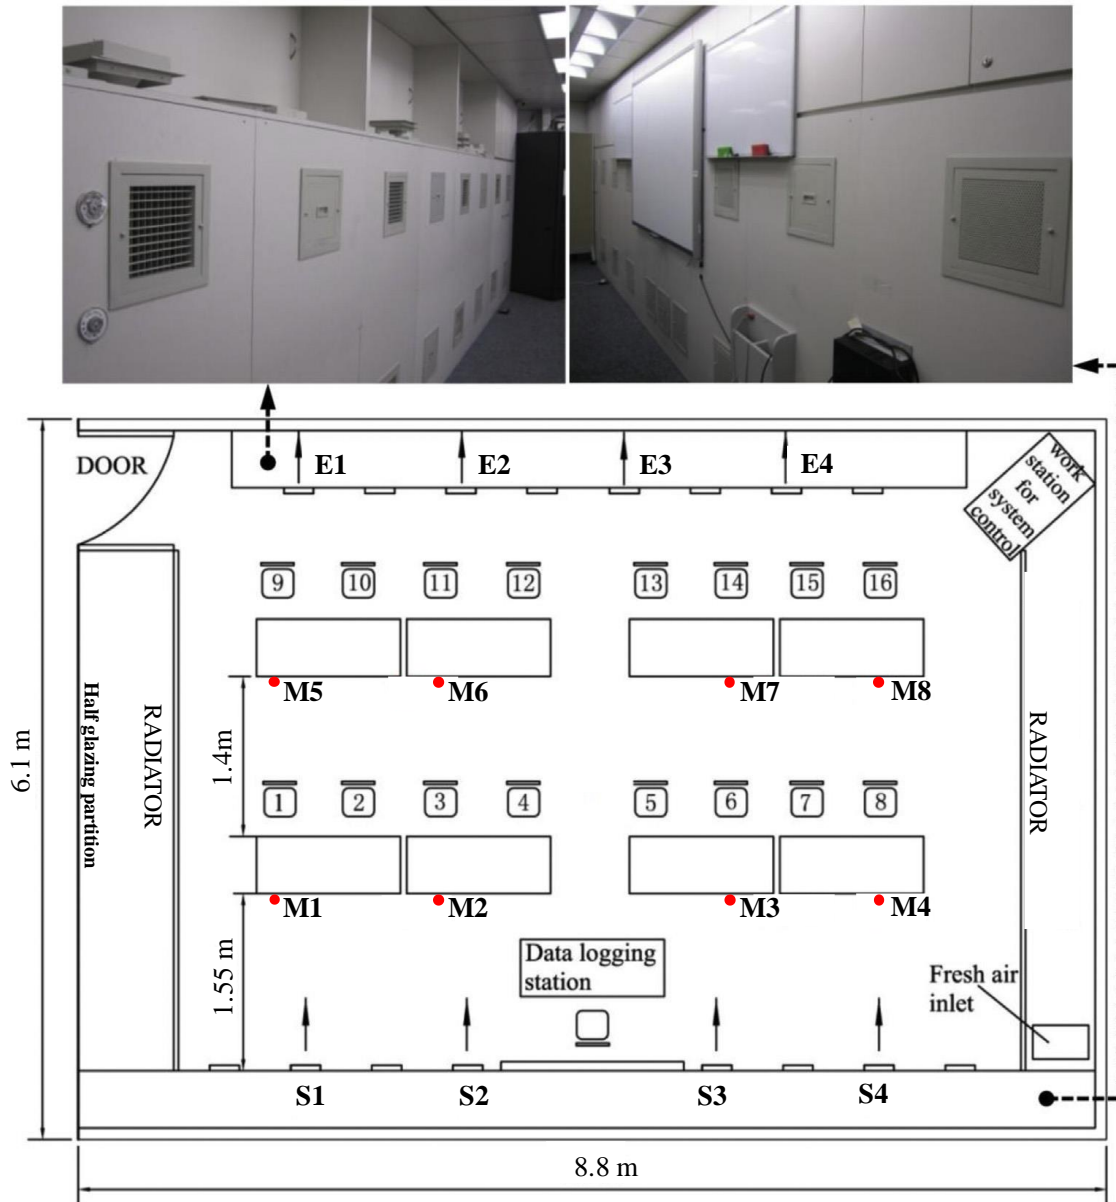 DOOR
E1
E2
E3
E4
work
station
for
system
control
9
10
11
12
13
14
15
16
M5
M6
M7
M8
6.1 m
Half glazing partition
RADIATOR
1.4m
RADIATOR
1
2
3
4
5
6
7
8
M1
M2
M3
M4
1.55 m
Data logging
station
Fresh air
inlet
S1
S2
S3
S4
8.8 m